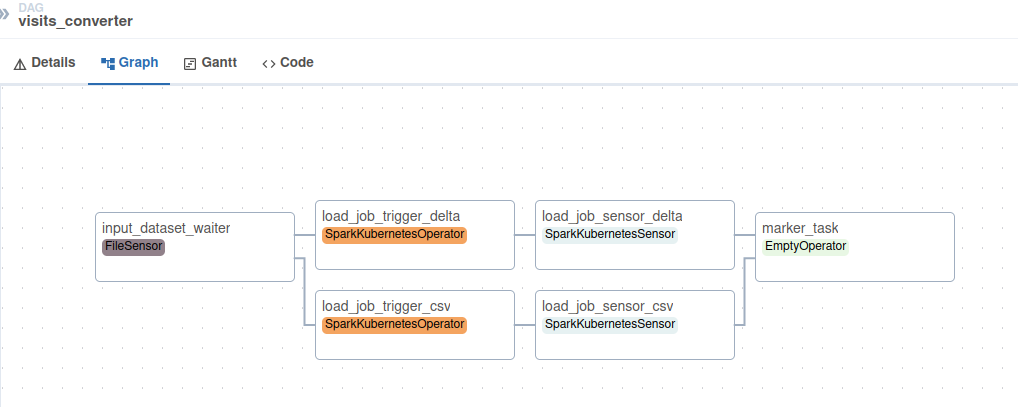 DAG
visits_converter
Details
Graph
Gantt
Code
input_dataset_waiter
FileSensor
load_job_trigger_delta
SparkKubernetesOperator
load_job_sensor_delta
SparkKubernetesSensor
marker_task
EmptyOperator
load_job_trigger_csv
SparkKubernetesOperator
load_job_sensor_csv
SparkKubernetesSensor